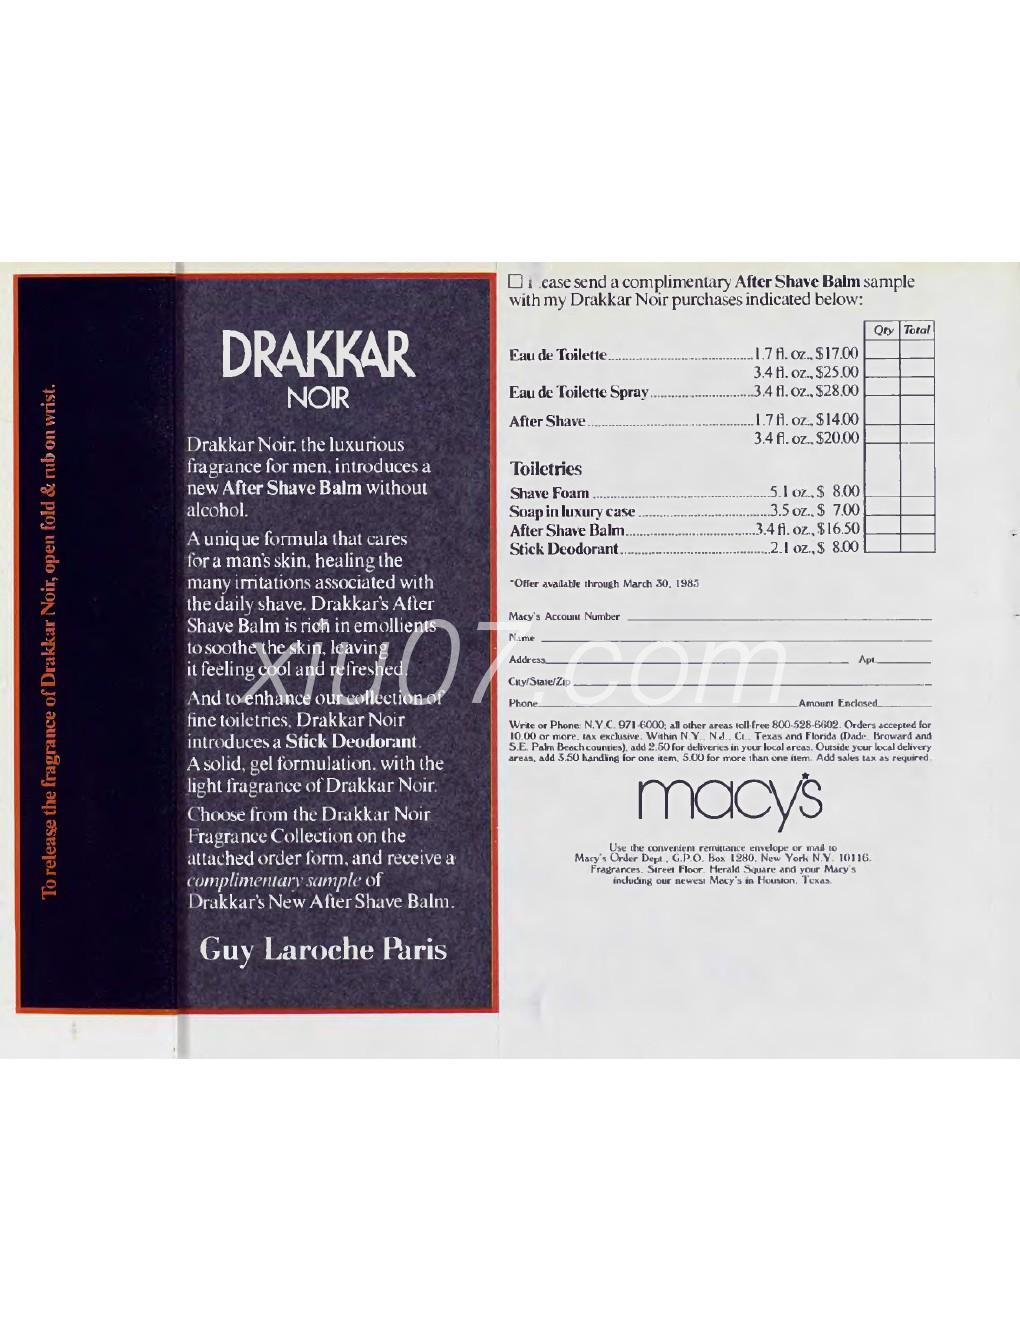 To release the fragrance of Drakkar Noir, open fold & rub on wrist.
DRAKKAR
NOIR
Drakkar Noir, the luxurious
fragrance for men, introduces a
new After Shave Balm without
alcohol.
A unique formula that cares
for a man's skin, healing the
many irritations associated with
the daily shave. Drakkar's After
Shave Balm is rich in emollients
to soothe the skin, leaving
it feeling cool and refreshed.
And to enhance our collection of
fine toiletries, Drakkar Noir
introduces a Stick Deodorant.
A solid, gel formulation, with the
light fragrance of Drakkar Noir.
Choose from the Drakkar Noir
Fragrance Collection on the
attached order form, and receive a
complimentary sample of
Drakkar's New After Shave Balm.
Guy Laroche Paris
☐ case send a complimentary After Shave Balm sample
with my Drakkar Noir purchases indicated below:
Qty Total
Eau de Toilette 1.7 fl. oz., $17.00
3.4 fl. oz., $25.00
Eau de Toilette Spray 3.4 fl. oz., $28.00
After Shave 1.7 fl. oz., $14.00
3.4 fl. oz., $20.00
Toiletries
Shave Foam 5.1 oz., $ 8.00
Soap in luxury case 3.5 oz., $ 7.00
After Shave Balm 3.4 fl. oz., $16.50
Stick Deodorant 2.1 oz., $ 8.00
*Offer available through March 30, 1985
Macy's Account Number
Name
Address Apt.
City/State/Zip
Phone Amount Enclosed
Write or Phone: N.Y.C. 971-6000; all other areas toll-free 800-528-6602. Orders accepted for
10.00 or more, tax exclusive. Within N.Y., N.J., Ct., Texas and Florida (Dade, Broward and
S.E. Palm Beach counties), add 2.50 for deliveries in your local areas. Outside your local delivery
areas, add 3.50 handling for one item, 5.00 for more than one item. Add sales tax as required.
macy's
Use the convenient remittance envelope or mail to
Macy's Order Dept., G.P.O. Box 1280, New York N.Y. 10116.
Fragrances, Street Floor, Herald Square and your Macy's
including our newest Macy's in Houston, Texas.
xiu07.com